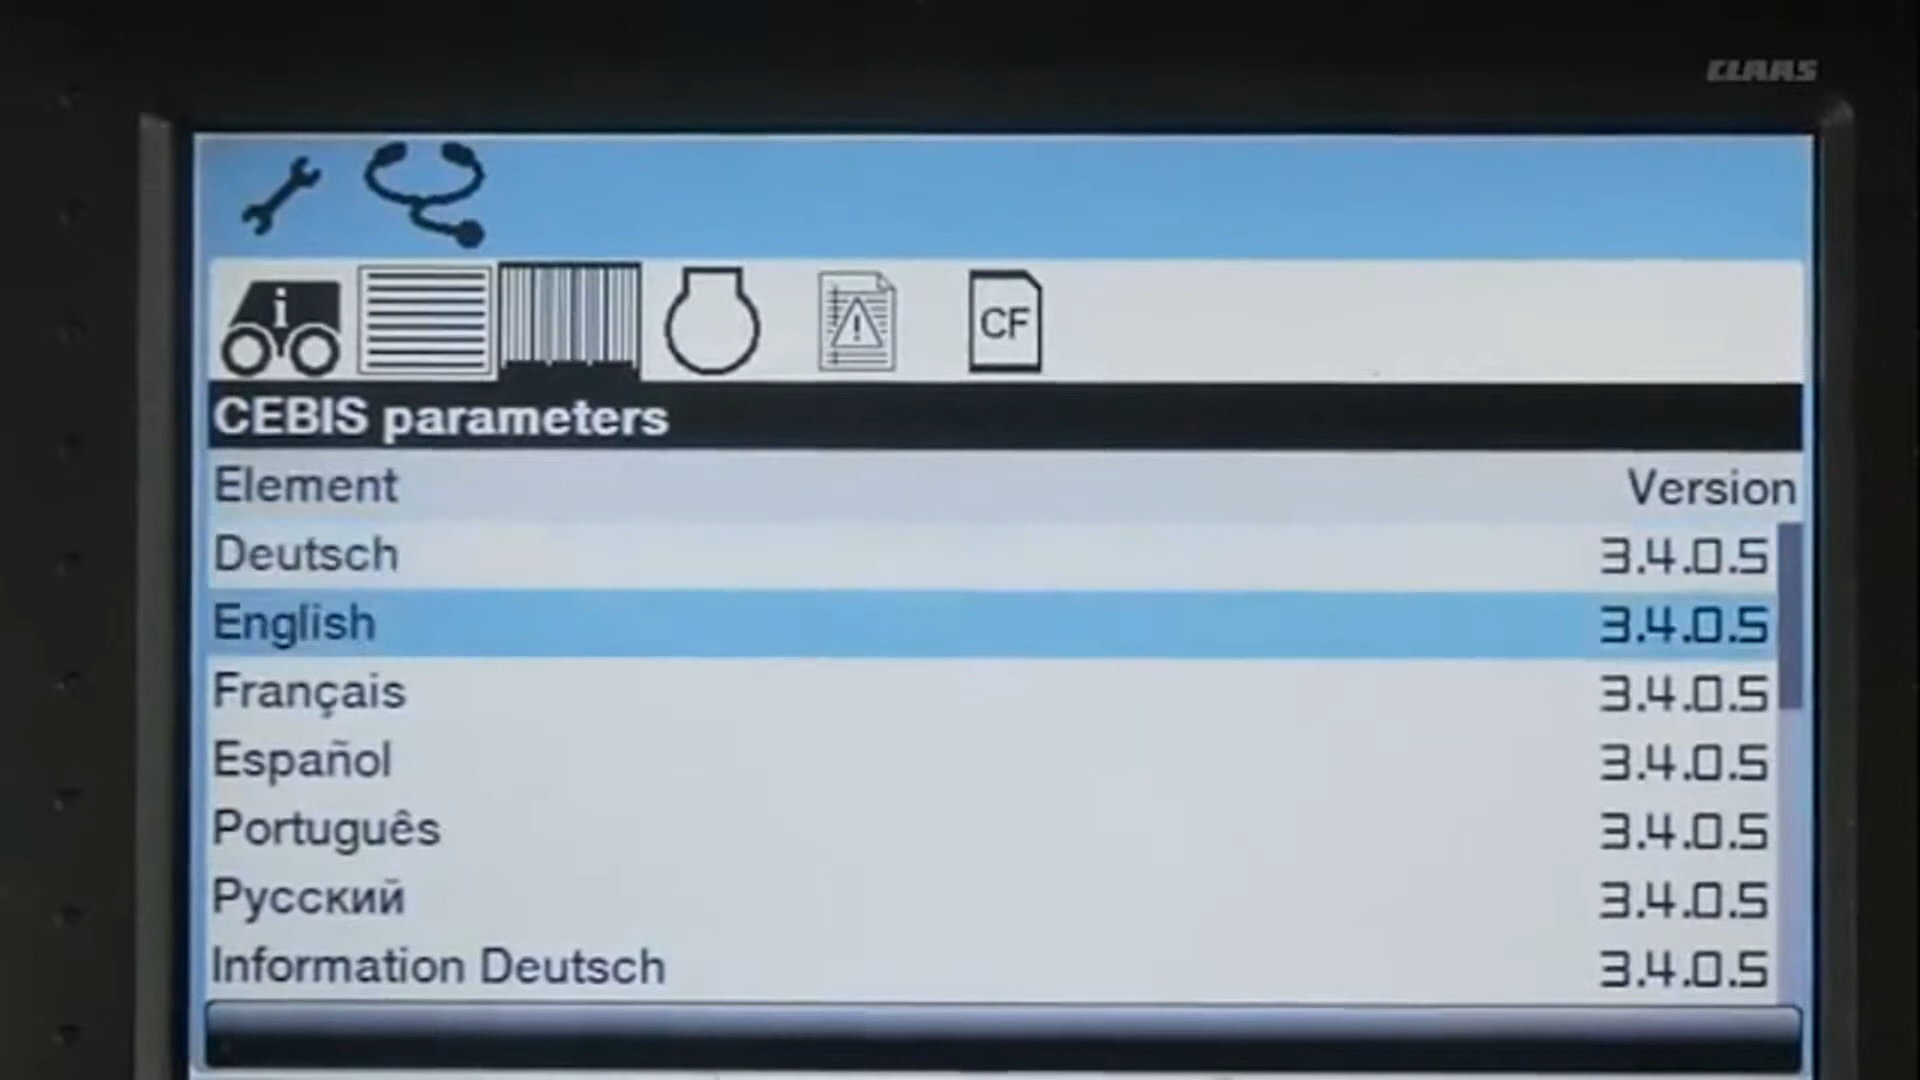 CLAAS
i
CF
CEBIS parameters
Element Version
Deutsch 3.4.0.5
English 3.4.0.5
Français 3.4.0.5
Español 3.4.0.5
Português 3.4.0.5
Русский 3.4.0.5
Information Deutsch 3.4.0.5